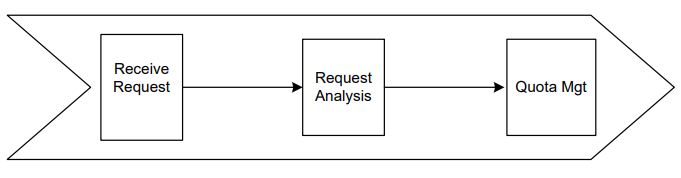 Receive
Request
Request
Analysis
Quota Mgt